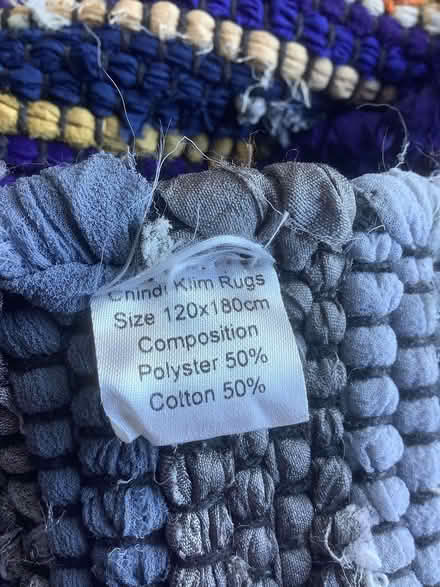 Chindi Klim Rugs
Size 120x180cm
Composition
Polyster 50%
Colton 50%